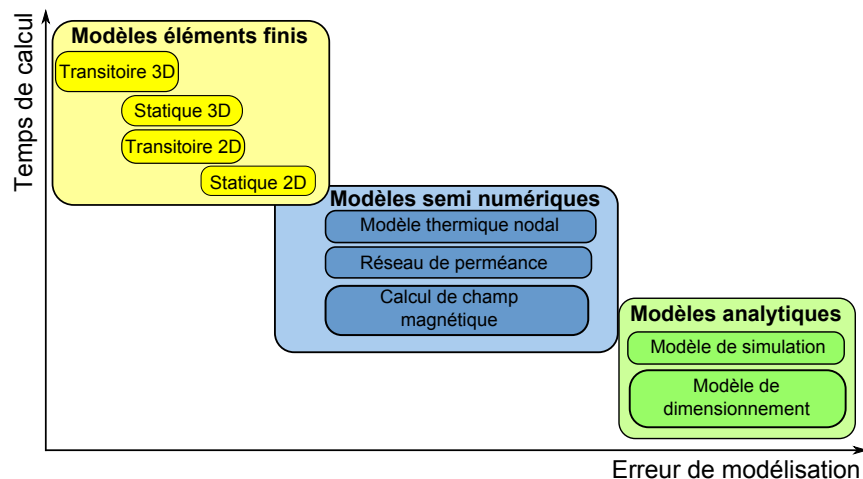 Temps de calcul
Modèles éléments finis
Transitoire 3D
Statique 3D
Transitoire 2D
Statique 2D
Modèles semi numériques
Modèle thermique nodal
Réseau de perméance
Calcul de champ
magnétique
Modèles analytiques
Modèle de simulation
Modèle de
dimensionnement
Erreur de modélisation